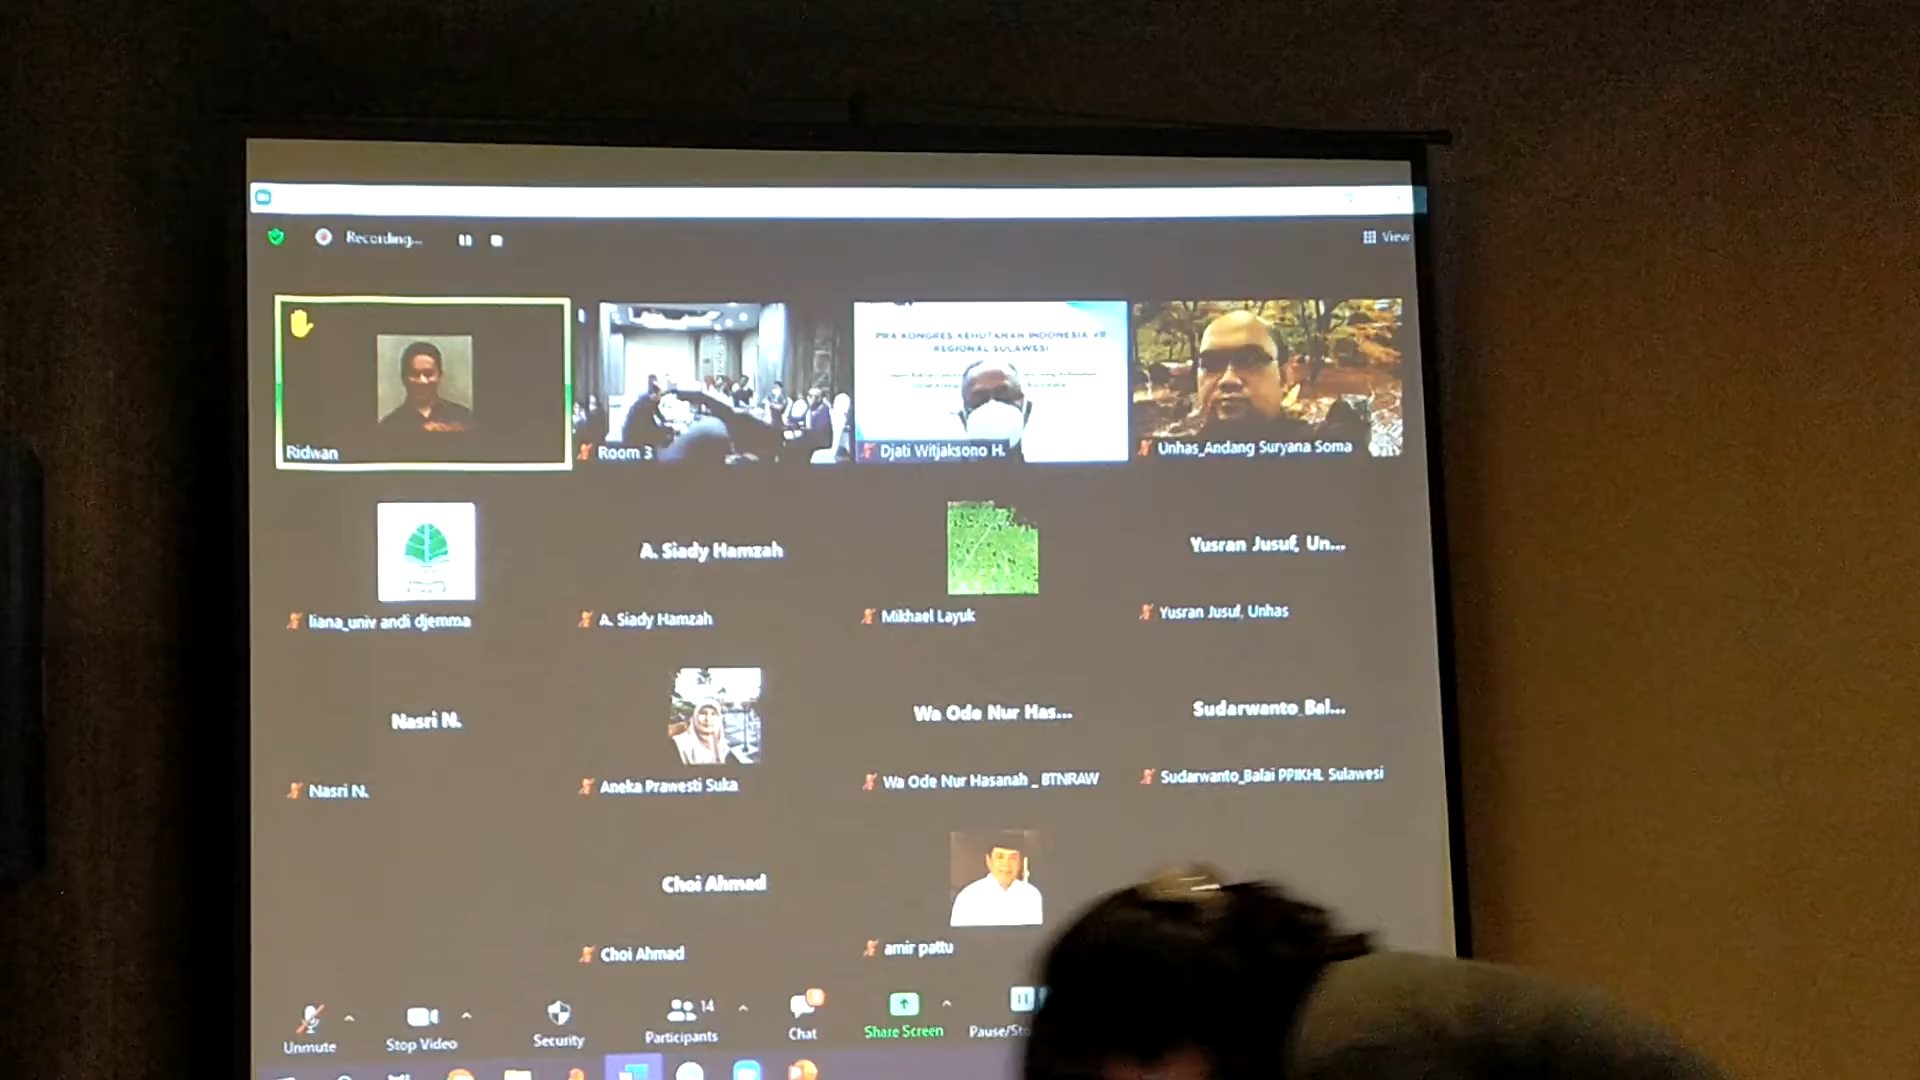 Recording...
View
Ridwan
Room 3
PRA KONGRES KEHUTANAN INDONESIA VII
REGIONAL SULAWESI
Djati Witjaksono H.
Unhas_Andang Suryana Soma
liana_univ andi djemma
A. Siady Hamzah
A. Siady Hamzah
Mikhael Layuk
Yusran Jusuf, Un...
Yusran Jusuf, Unhas
Nasri N.
Nasri N.
Aneka Prawesti Suka
Wa Ode Nur Has...
Wa Ode Nur Hasanah _ BTNRAW
Sudarwanto_Bal...
Sudarwanto_Balai PPIKHL Sulawesi
Choi Ahmad
Choi Ahmad
amir pattu
Unmute
Stop Video
Security
14
Participants
Chat
Share Screen